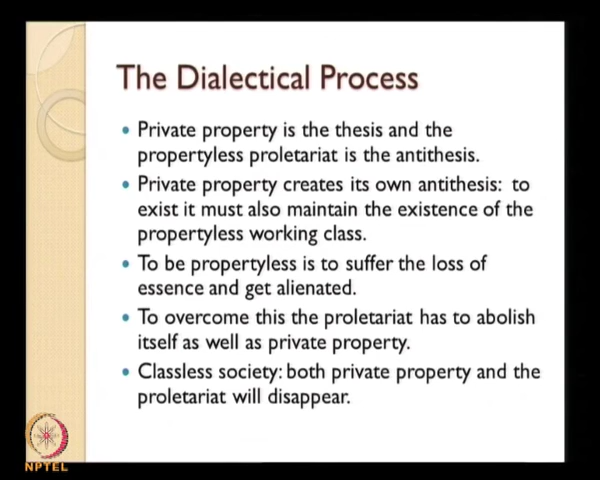 The Dialectical Process
• Private property is the thesis and the
propertyless proletariat is the antithesis.
• Private property creates its own antithesis: to
exist it must also maintain the existence of the
propertyless working class.
• To be propertyless is to suffer the loss of
essence and get alienated.
• To overcome this the proletariat has to abolish
itself as well as private property.
• Classless society: both private property and the
proletariat will disappear.
NPTEL